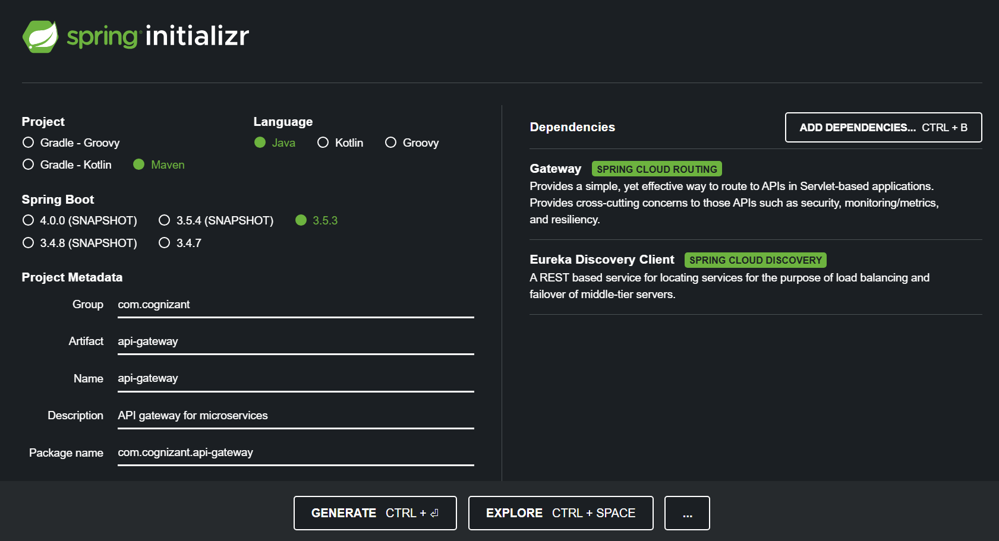 spring initializr
Project
Gradle - Groovy
Gradle - Kotlin Maven
Language
Java Kotlin Groovy
Spring Boot
4.0.0 (SNAPSHOT) 3.5.4 (SNAPSHOT) 3.5.3
3.4.8 (SNAPSHOT) 3.4.7
Project Metadata
Group com.cognizant
Artifact api-gateway
Name api-gateway
Description API gateway for microservices
Package name com.cognizant.api-gateway
Dependencies
ADD DEPENDENCIES... CTRL + B
Gateway SPRING CLOUD ROUTING
Provides a simple, yet effective way to route to APIs in Servlet-based applications.
Provides cross-cutting concerns to those APIs such as security, monitoring/metrics,
and resiliency.
Eureka Discovery Client SPRING CLOUD DISCOVERY
A REST based service for locating services for the purpose of load balancing and
failover of middle-tier servers.
GENERATE CTRL + ⏎
EXPLORE CTRL + SPACE
...